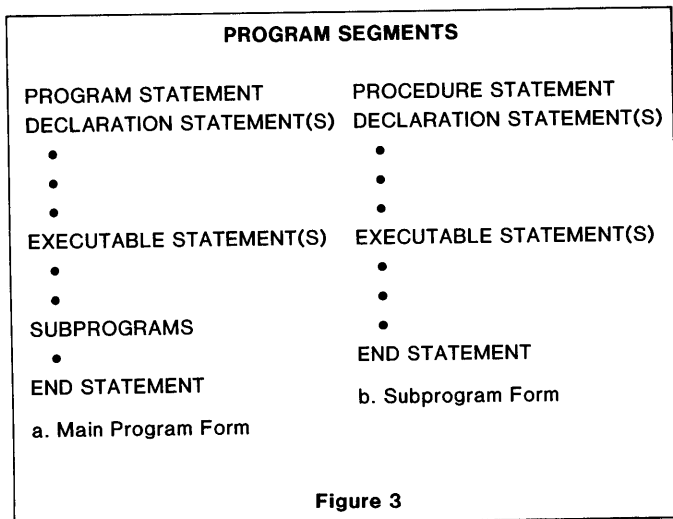 PROGRAM SEGMENTS
PROGRAM STATEMENT
DECLARATION STATEMENT(S)
•
•
•
EXECUTABLE STATEMENT(S)
•
•
SUBPROGRAMS
•
END STATEMENT
a. Main Program Form
PROCEDURE STATEMENT
DECLARATION STATEMENT(S)
•
•
•
EXECUTABLE STATEMENT(S)
•
•
•
END STATEMENT
b. Subprogram Form
Figure 3